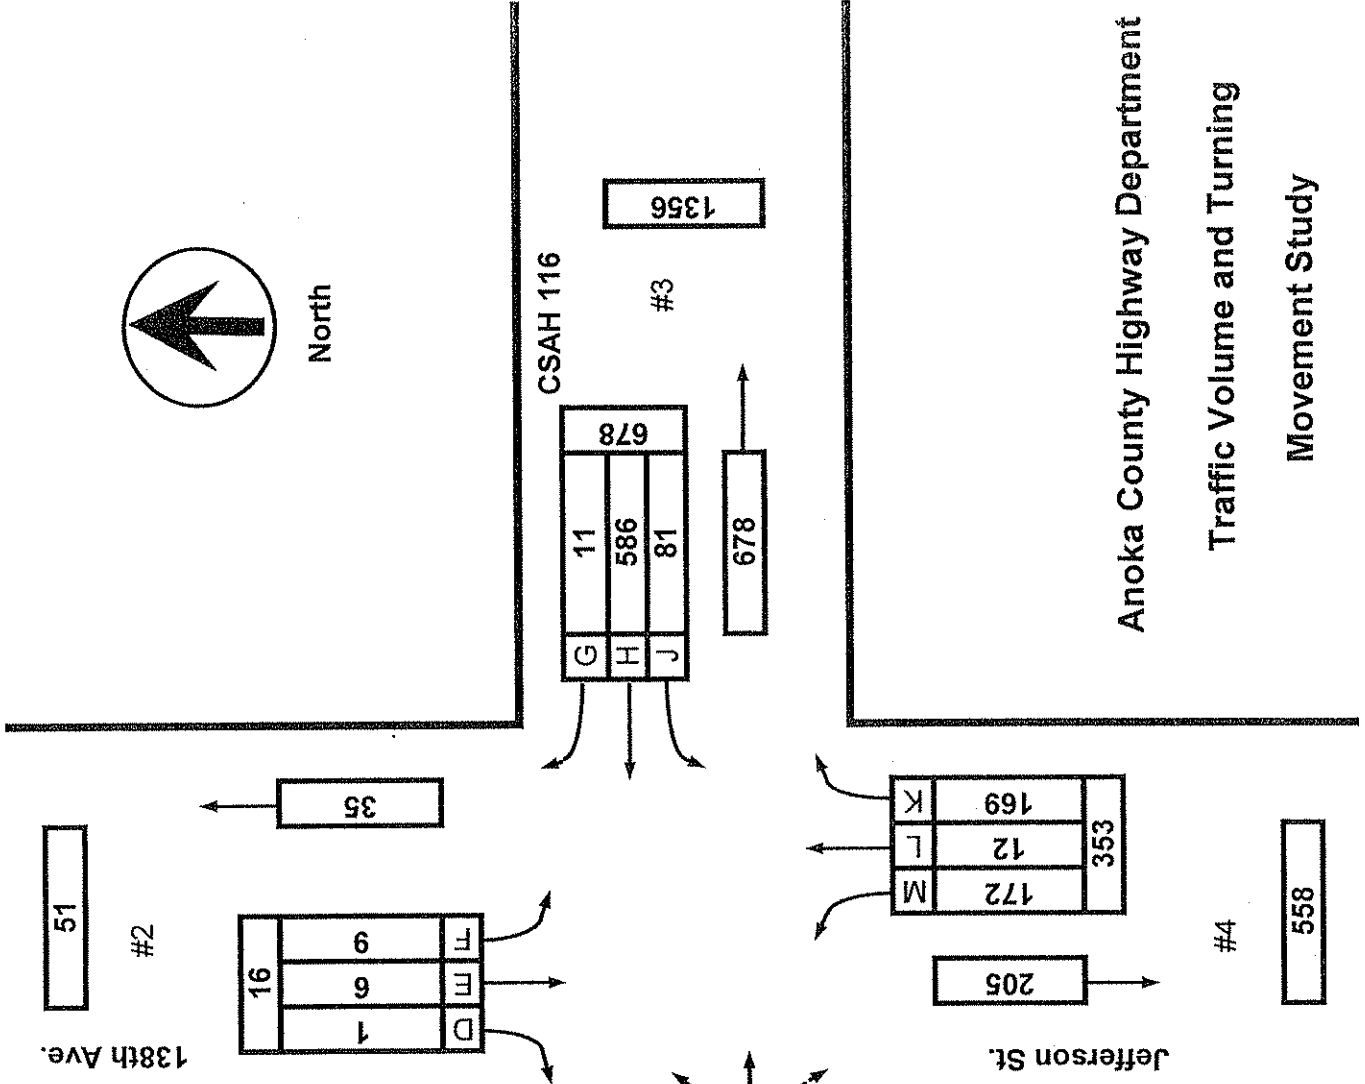 North
CSAH 116
#3
1356
678
G 11
H 586
J 81
678
51
#2
35
16
1 6 9
D E F
138th Ave.
M L K
172 12 169
353
205
#4
558
Jefferson St.
Anoka County Highway Department
Traffic Volume and Turning
Movement Study